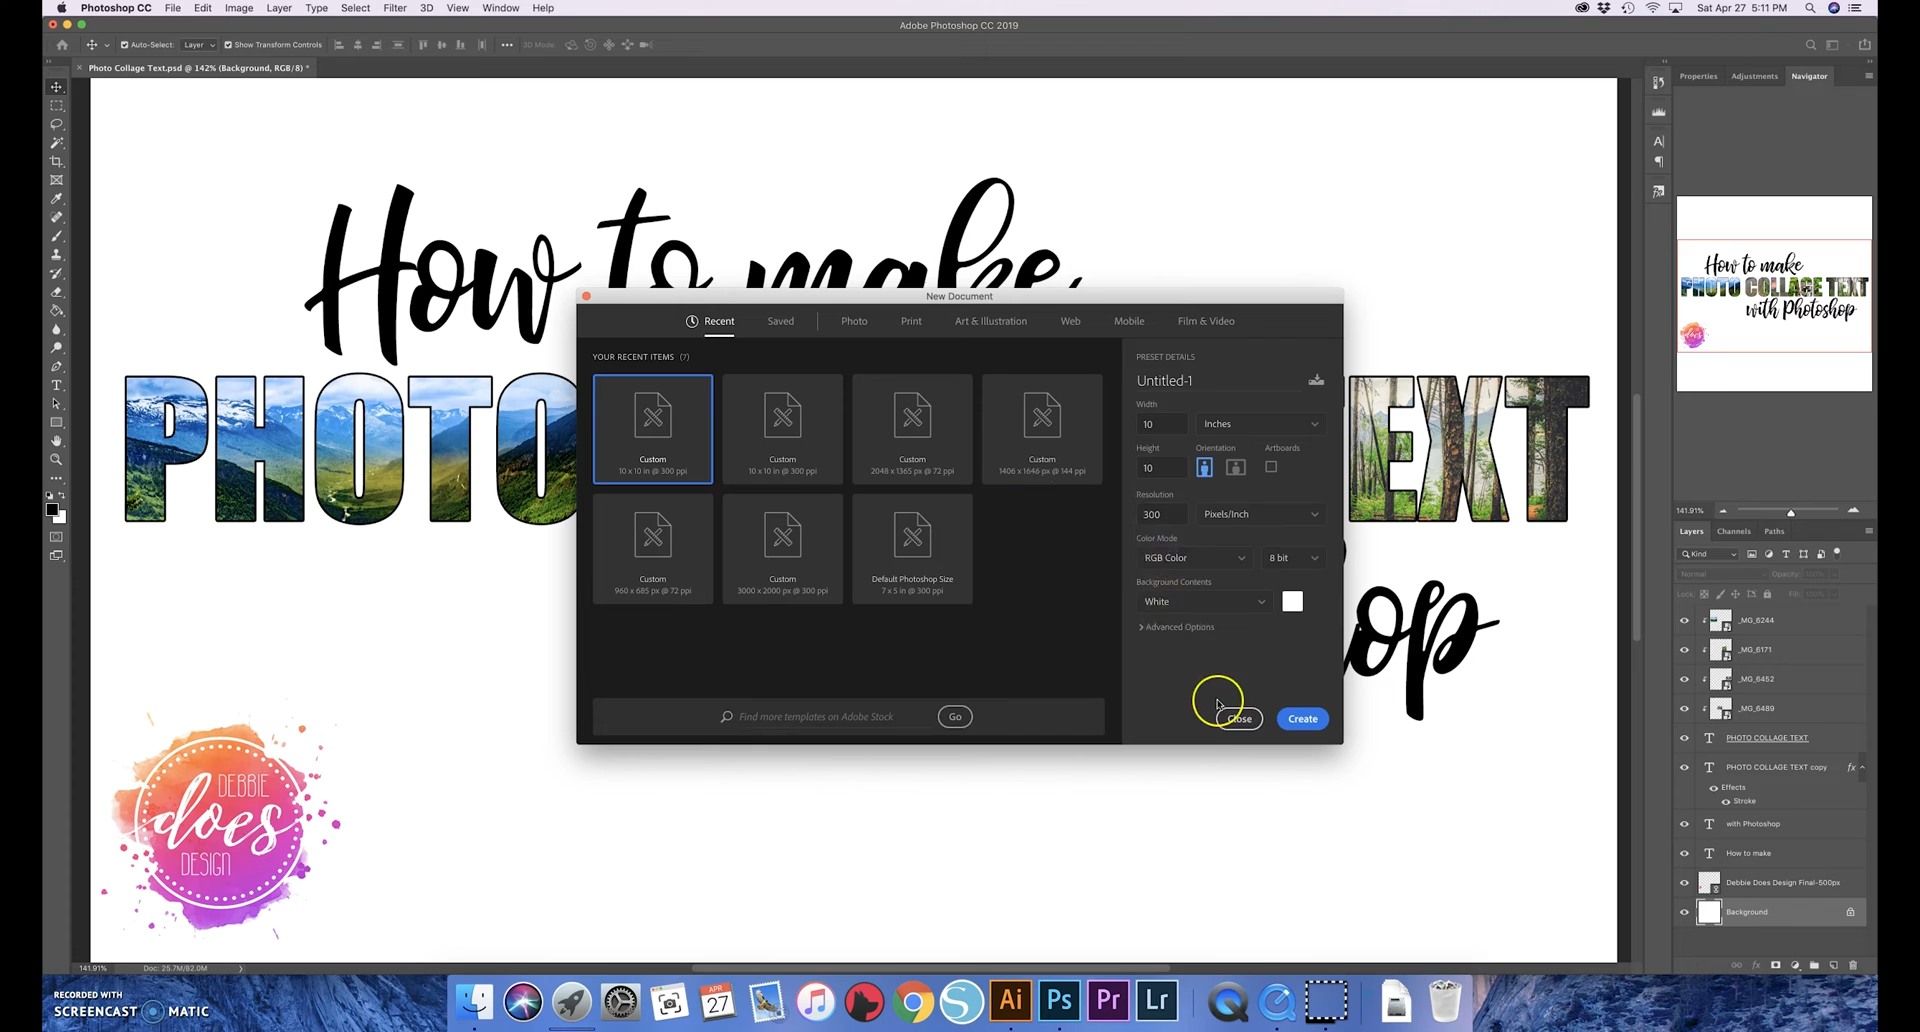 Photoshop CC File Edit Image Layer Type Select Filter 3D View Window Help
Sat Apr 27 5:11 PM
Adobe Photoshop CC 2019
Auto-Select: Layer Show Transform Controls 3D Mode:
Photo Collage Text.psd @ 142% (Background, RGB/8) *
Properties Adjustments Navigator
How to make
PHOTO TEXT
New Document
Recent Saved Photo Print Art & Illustration Web Mobile Film & Video
YOUR RECENT ITEMS (7)
Custom
10 x 10 in @ 300 ppi
Custom
10 x 10 in @ 300 ppi
Custom
2048 x 1365 px @ 72 ppi
Custom
1406 x 1646 px @ 144 ppi
Custom
960 x 685 px @ 72 ppi
Custom
3000 x 2000 px @ 300 ppi
Default Photoshop Size
7 x 5 in @ 300 ppi
Find more templates on Adobe Stock Go
PRESET DETAILS
Untitled-1
Width
10 Inches
Height Orientation Artboards
10
Resolution
300 Pixels/Inch
Color Mode
RGB Color 8 bit
Background Contents
White
Advanced Options
Close Create
How to make
PHOTO COLLAGE TEXT
with Photoshop
141.91%
Layers Channels Paths
Kind
Normal Opacity: 100%
Lock: Fill: 100%
_MG_6244
_MG_6171
_MG_6452
_MG_6489
PHOTO COLLAGE TEXT
PHOTO COLLAGE TEXT copy fx
Effects
Stroke
with Photoshop
How to make
Debbie Does Design Final-500px
Background
op
DEBBIE
does
DESIGN
141.91% Doc: 25.7M/82.0M
RECORDED WITH
SCREENCAST MATIC
APR
27
Ai Ps Pr Lr